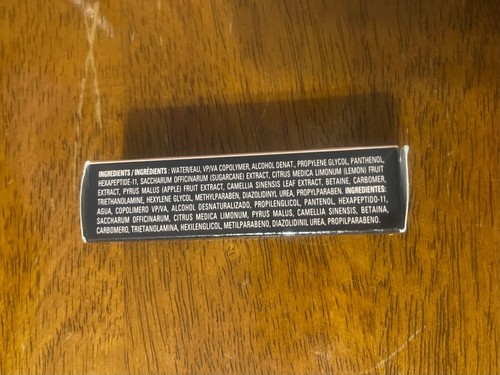 INGREDIENTS / INGRÉDIENTS : WATER/EAU, VP/VA COPOLYMER, ALCOHOL DENAT., PROPYLENE GLYCOL, PANTHENOL,
HEXAPEPTIDE-11, SACCHARUM OFFICINARUM (SUGARCANE) EXTRACT, CITRUS MEDICA LIMONUM (LEMON) FRUIT
EXTRACT, PYRUS MALUS (APPLE) FRUIT EXTRACT, CAMELLIA SINENSIS LEAF EXTRACT, BETAINE, CARBOMER,
TRIETHANOLAMINE, HEXYLENE GLYCOL, METHYLPARABEN, DIAZOLIDINYL UREA, PROPYLPARABEN. INGREDIENTES:
AGUA, COPOLIMERO VP/VA, ALCOHOL DESNATURALIZADO, PROPILENGLICOL, PANTENOL, HEXAPEPTIDO-11,
SACCHARUM OFFICINARUM, CITRUS MEDICA LIMONUM, PYRUS MALUS, CAMELLIA SINENSIS, BETAINA,
CARBOMERO, TRIETANOLAMINA, HEXILENGLICOL, METILPARABENO, DIAZOLIDINIL UREA, PROPILPARABENO.